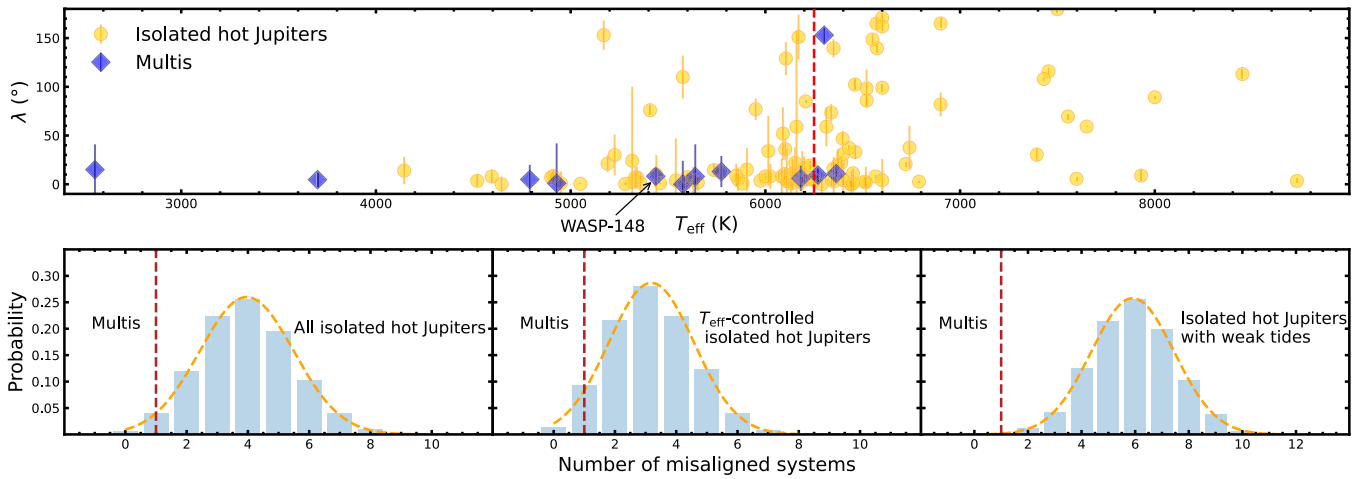 150
100
50
0
λ (°)
Isolated hot Jupiters
Multis
3000 4000 5000 6000 7000 8000
WASP-148
T_eff (K)
0.30
0.25
0.20
0.15
0.10
0.05
Probability
Multis
All isolated hot Jupiters
0 2 4 6 8 10
Multis
T_eff-controlled
isolated hot Jupiters
0 2 4 6 8 10
Multis
Isolated hot Jupiters
with weak tides
0 2 4 6 8 10 12
Number of misaligned systems